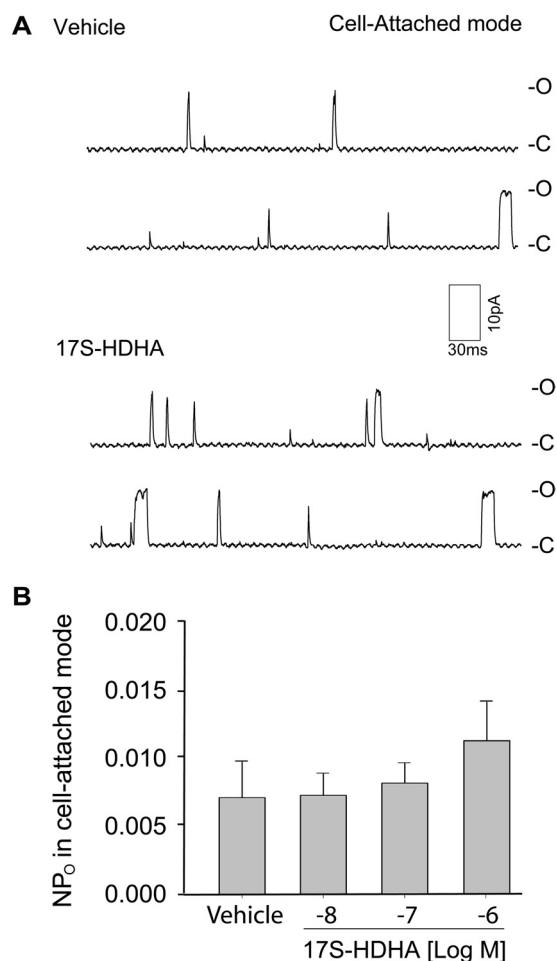 A Vehicle Cell-Attached mode
-O
-C
-O
-C
10pA
30ms
17S-HDHA
-O
-C
-O
-C
B
NPO in cell-attached mode
0.020
0.015
0.010
0.005
0.000
Vehicle -8 -7 -6
17S-HDHA [Log M]